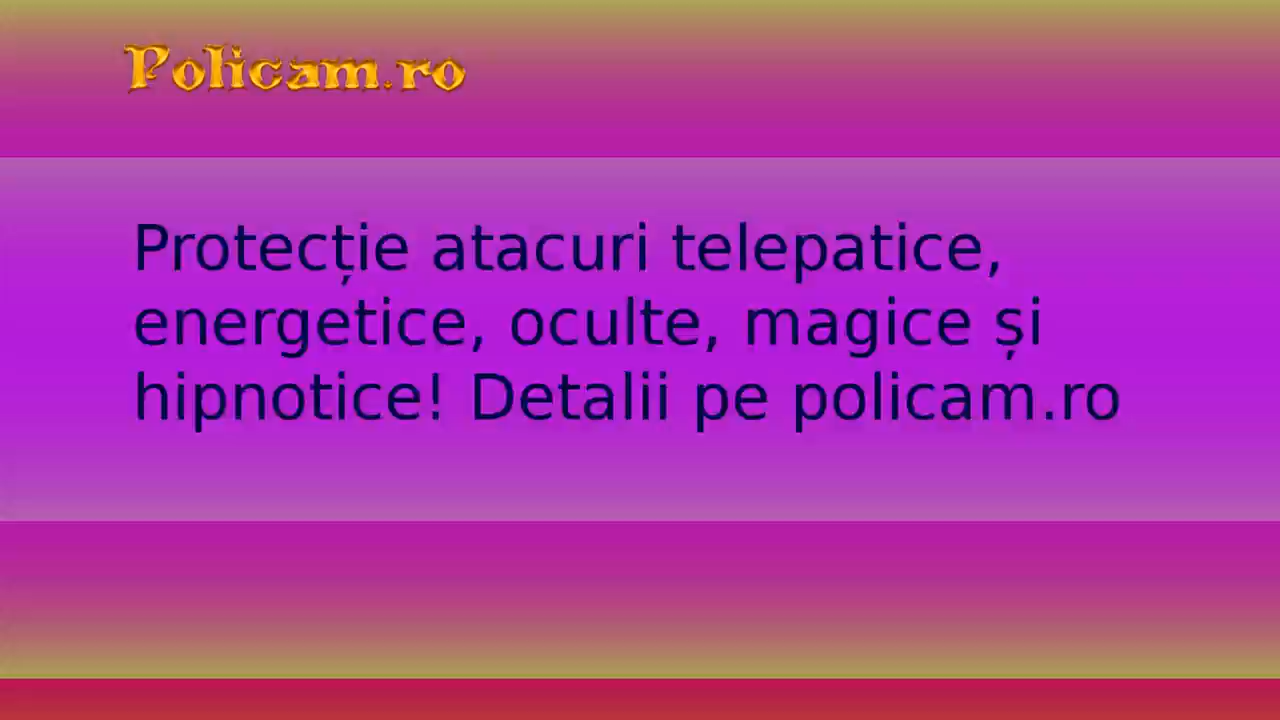 Policam.ro
Protecție atacuri telepatice,
energetice, oculte, magice și
hipnotice! Detalii pe policam.ro